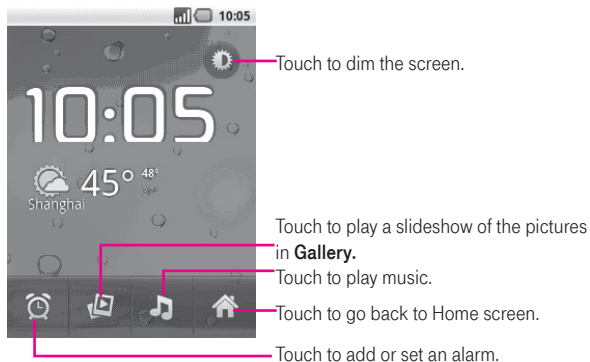 10:05
Touch to dim the screen.
10:05
45° 48°
Shanghai
Touch to play a slideshow of the pictures
in Gallery.
Touch to play music.
Touch to go back to Home screen.
Touch to add or set an alarm.